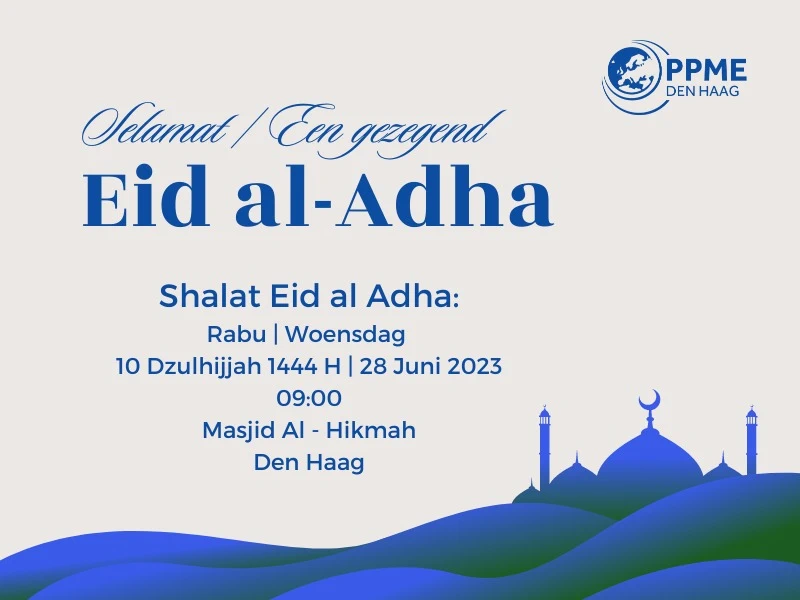 PPME
DEN HAAG
Selamat / Een gezegend
Eid al-Adha
Shalat Eid al Adha:
Rabu | Woensdag
10 Dzulhijjah 1444 H | 28 Juni 2023
09:00
Masjid Al - Hikmah
Den Haag